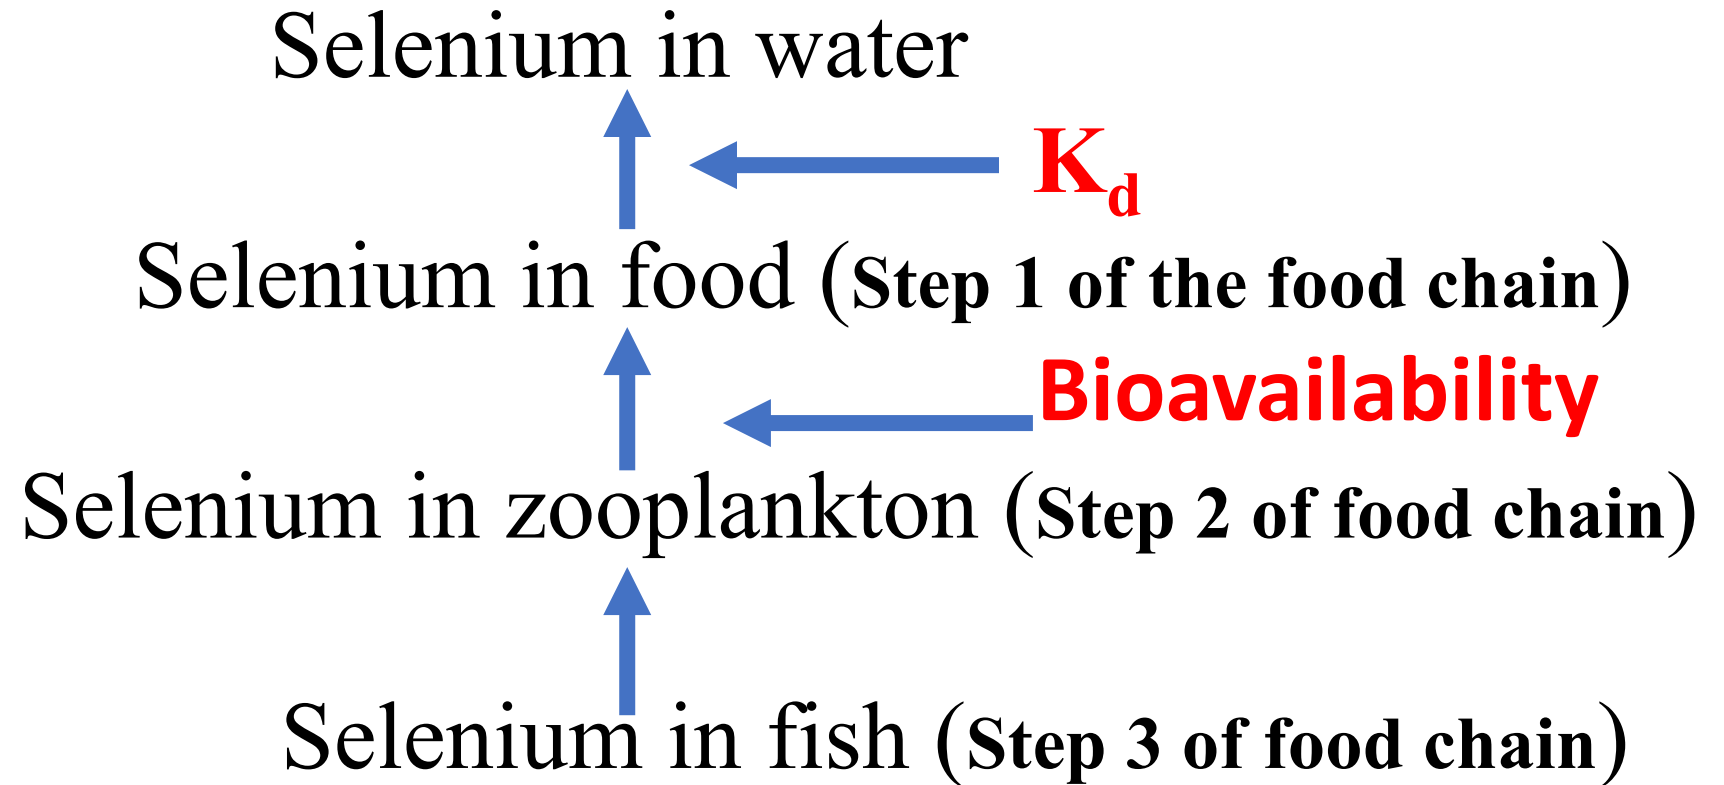 Selenium in water
K_d
Selenium in food (Step 1 of the food chain)
Bioavailability
Selenium in zooplankton (Step 2 of food chain)
Selenium in fish (Step 3 of food chain)